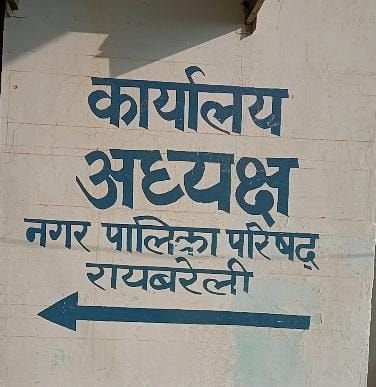 कार्यालय
अध्यक्ष
नगर पालिका परिषद्
रायबरेली